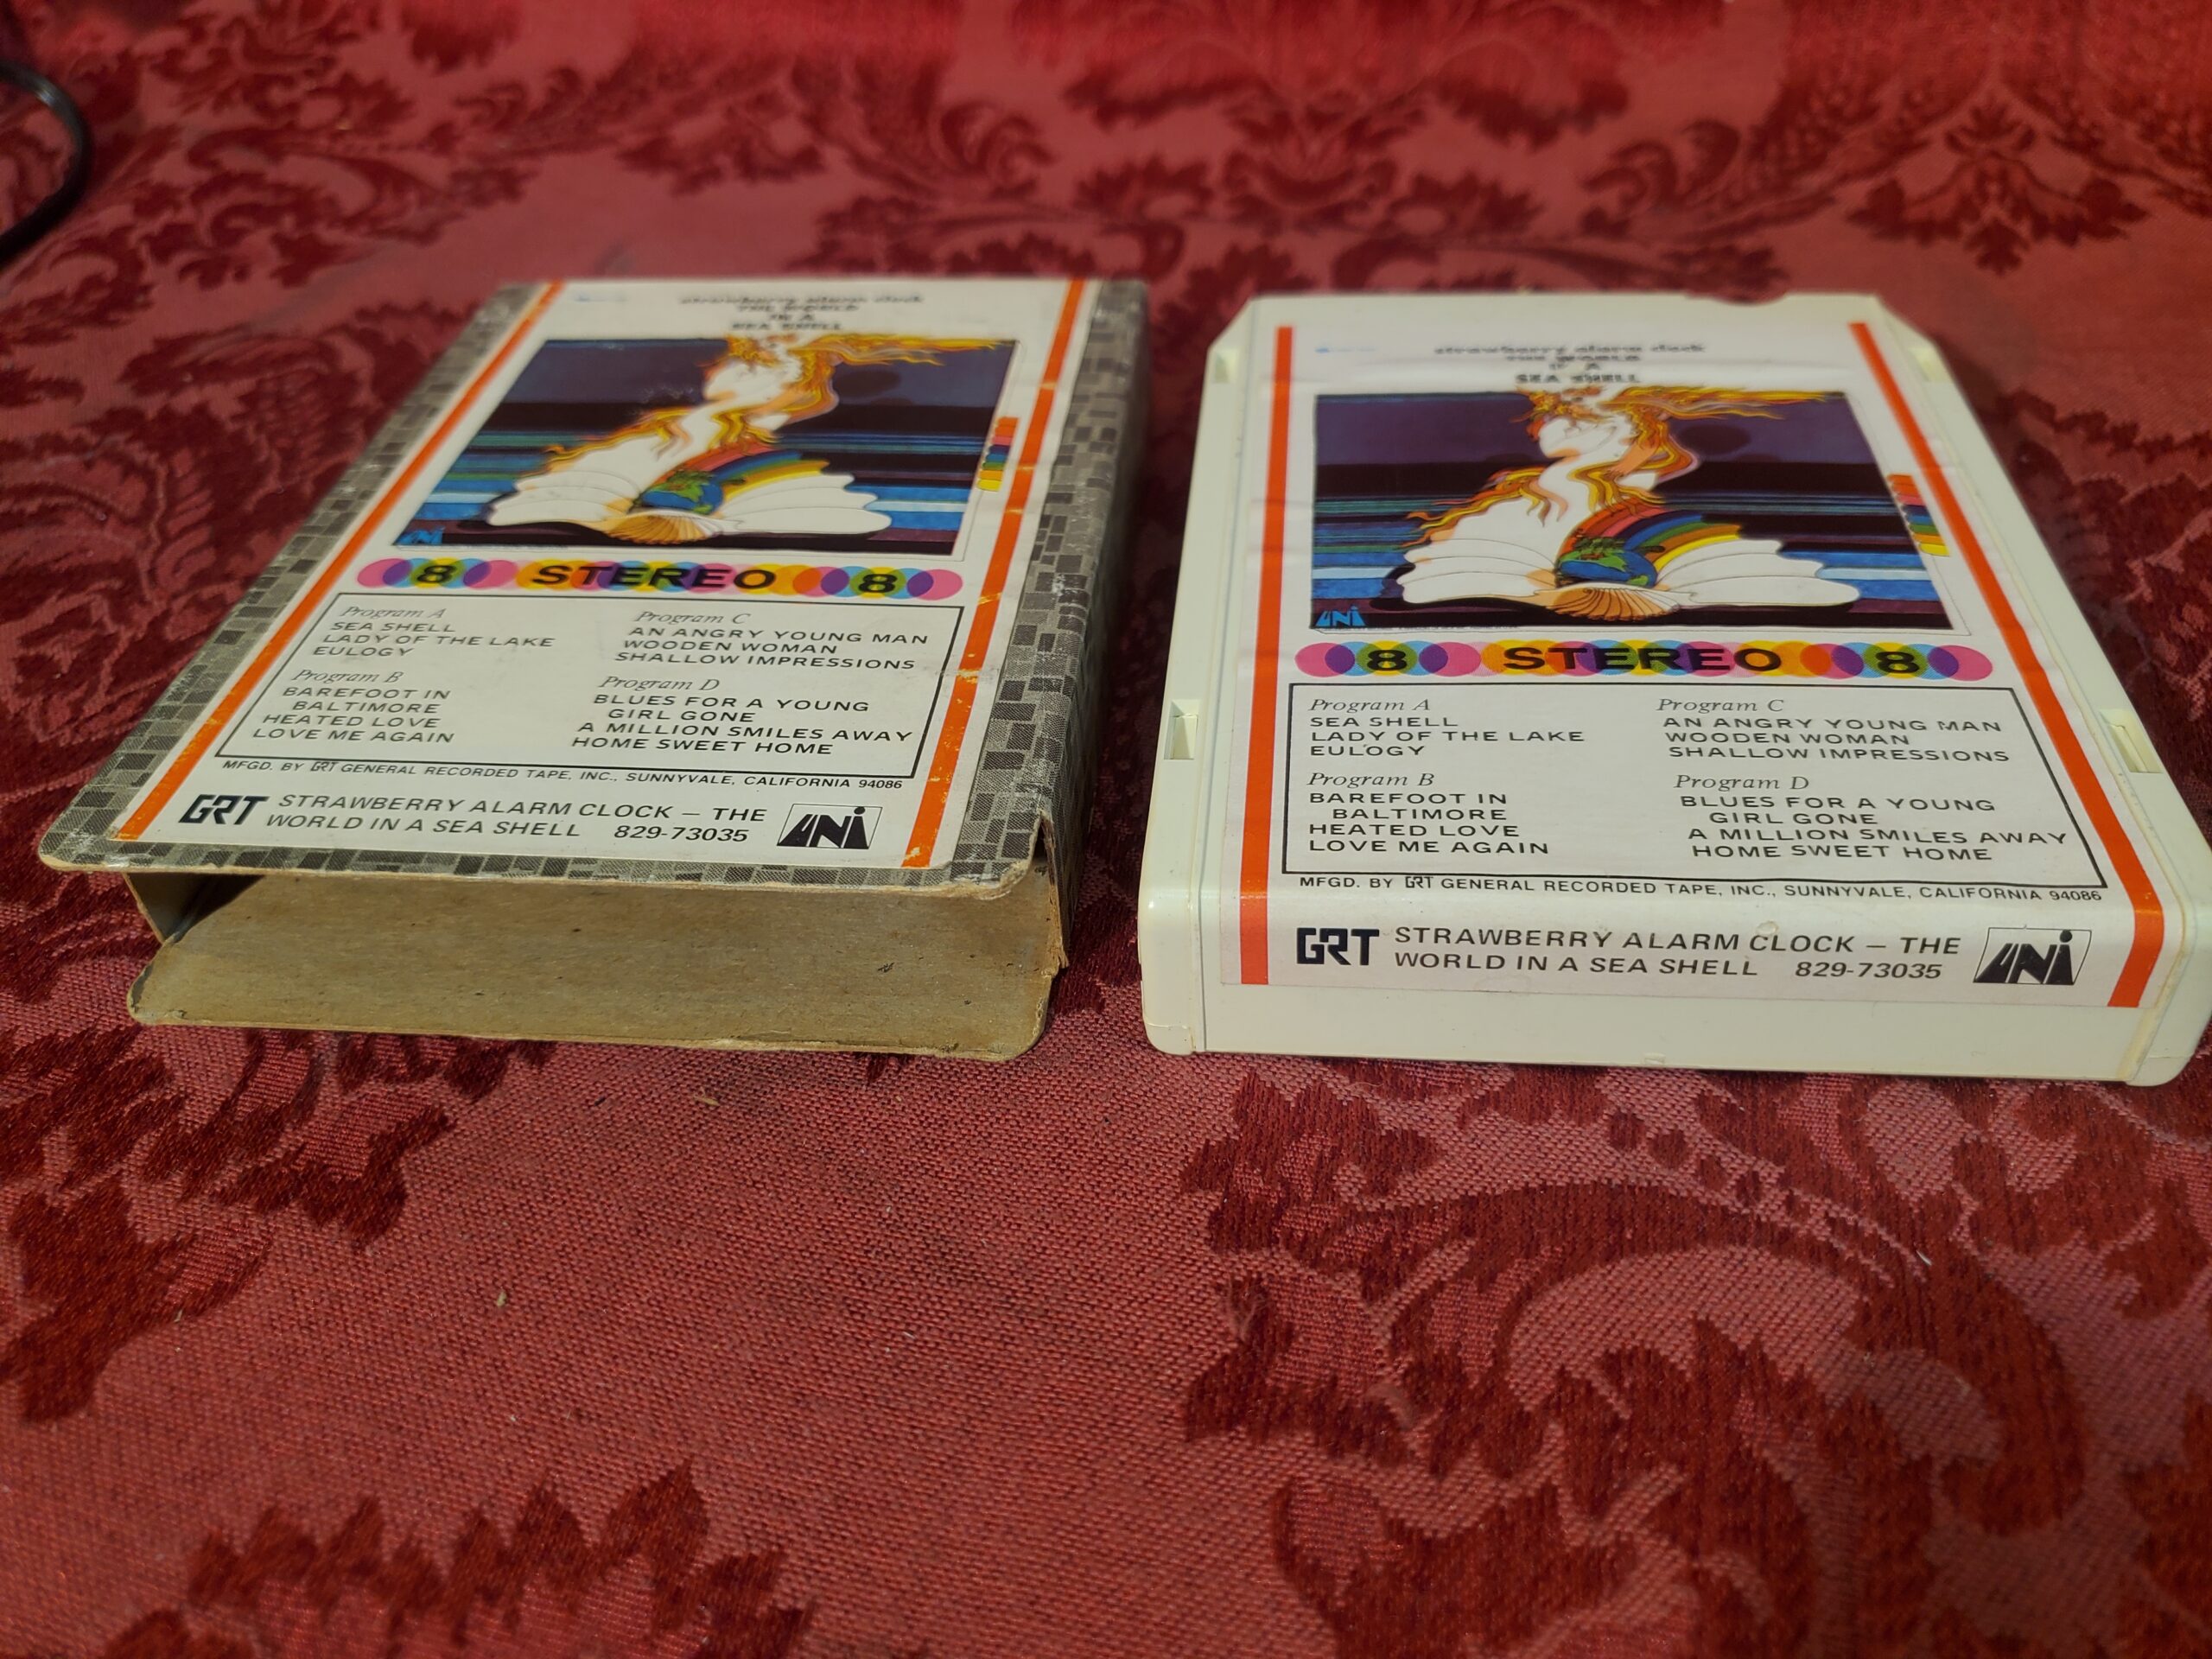 strawberry alarm clock
THE WORLD
IN A
SEA SHELL
UNI
8 STEREO 8
Program A
SEA SHELL
LADY OF THE LAKE
EULOGY
Program B
BAREFOOT IN
BALTIMORE
HEATED LOVE
LOVE ME AGAIN
Program C
AN ANGRY YOUNG MAN
WOODEN WOMAN
SHALLOW IMPRESSIONS
Program D
BLUES FOR A YOUNG
GIRL GONE
A MILLION SMILES AWAY
HOME SWEET HOME
MFGD. BY GRT GENERAL RECORDED TAPE, INC., SUNNYVALE, CALIFORNIA 94086
GRT STRAWBERRY ALARM CLOCK – THE UNI
WORLD IN A SEA SHELL 829-73035
strawberry alarm clock
THE WORLD
IN A
SEA SHELL
UNI
8 STEREO 8
Program A
SEA SHELL
LADY OF THE LAKE
EULOGY
Program B
BAREFOOT IN
BALTIMORE
HEATED LOVE
LOVE ME AGAIN
Program C
AN ANGRY YOUNG MAN
WOODEN WOMAN
SHALLOW IMPRESSIONS
Program D
BLUES FOR A YOUNG
GIRL GONE
A MILLION SMILES AWAY
HOME SWEET HOME
MFGD. BY GRT GENERAL RECORDED TAPE, INC., SUNNYVALE, CALIFORNIA 94086
GRT STRAWBERRY ALARM CLOCK – THE UNI
WORLD IN A SEA SHELL 829-73035